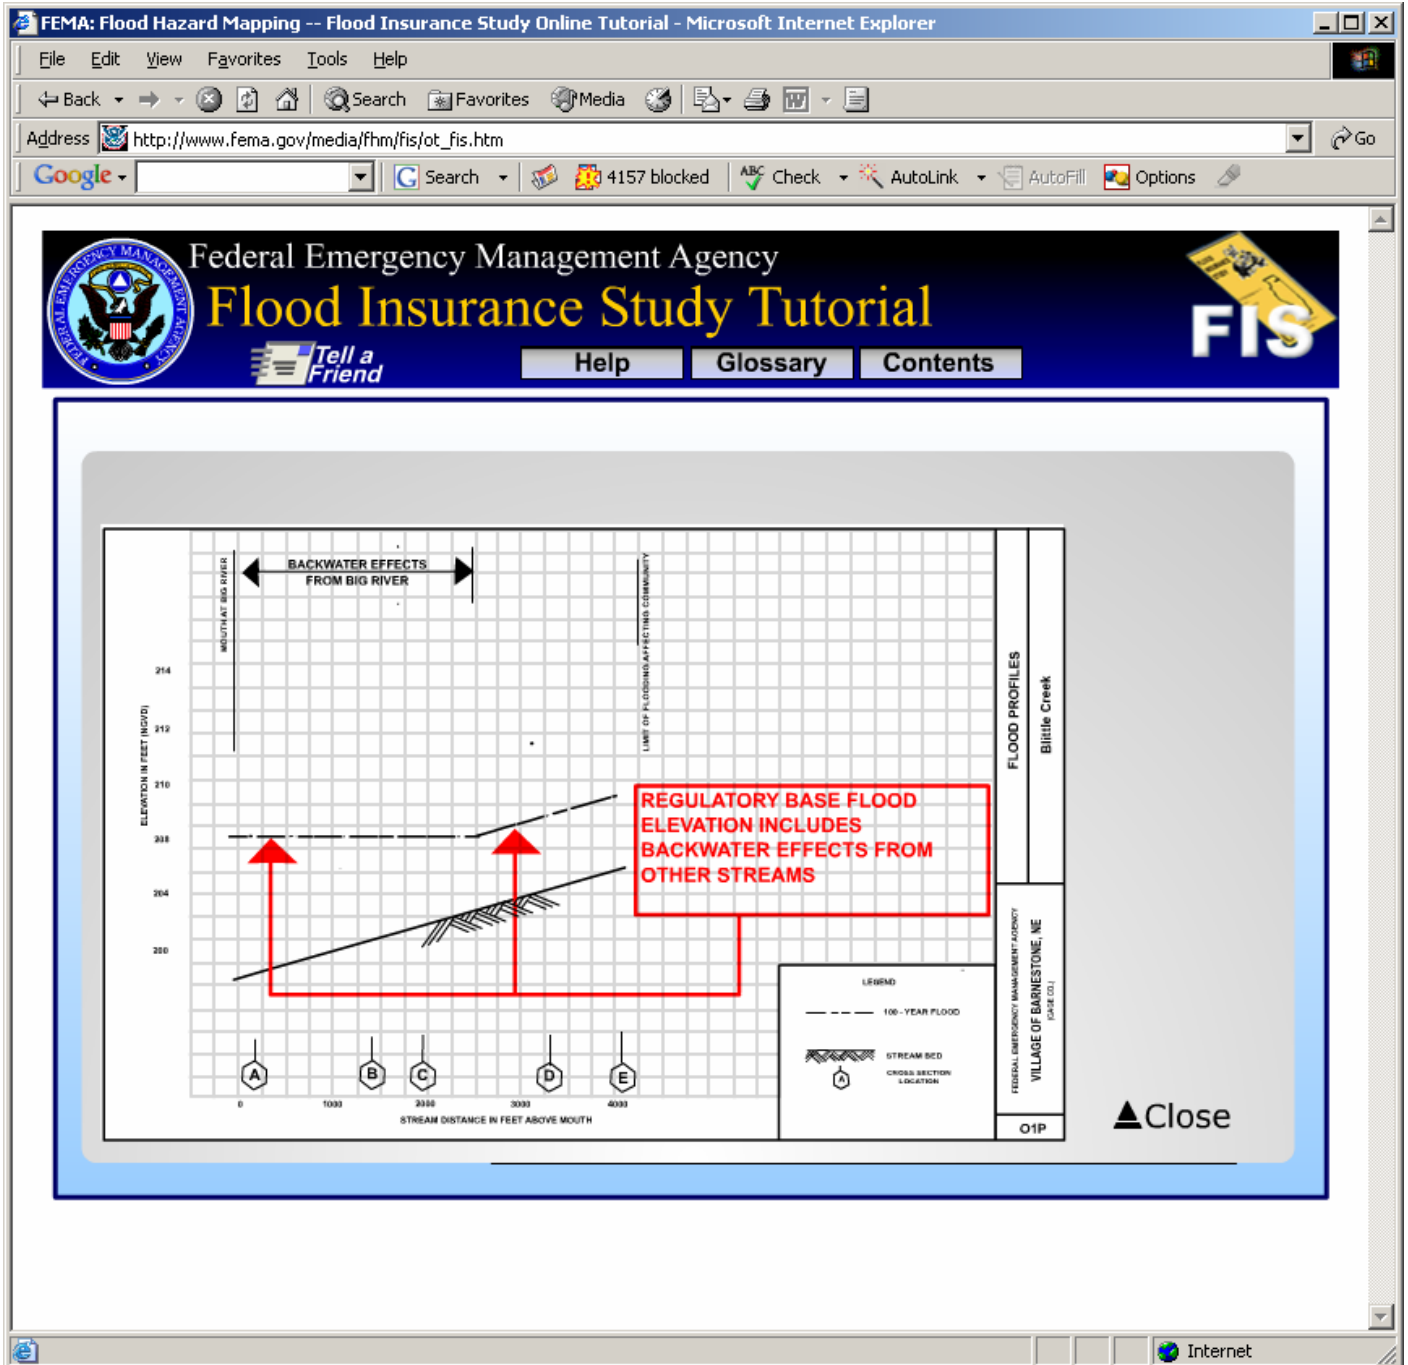 FEMA: Flood Hazard Mapping -- Flood Insurance Study Online Tutorial - Microsoft Internet Explorer
File Edit View Favorites Tools Help
Back Search Favorites Media
Address http://www.fema.gov/media/fhm/fis/ot_fis.htm Go
Google Search 4157 blocked ABC Check AutoLink AutoFill Options
Federal Emergency Management Agency
Flood Insurance Study Tutorial
FIS
Tell a
Friend
Help Glossary Contents
MOUTH AT BIG RIVER
BACKWATER EFFECTS
FROM BIG RIVER
LIMIT OF FLOODING AFFECTING COMMUNITY
ELEVATION IN FEET (NGVD)
214
212
210
208
204
200
REGULATORY BASE FLOOD
ELEVATION INCLUDES
BACKWATER EFFECTS FROM
OTHER STREAMS
FLOOD PROFILES
Blittle Creek
FEDERAL EMERGENCY MANAGEMENT AGENCY
VILLAGE OF BARNESTONE, NE
(GAGE CO.)
O1P
LEGEND
100 - YEAR FLOOD
STREAM BED
A CROSS SECTION
LOCATION
A B C D E
0 1000 2000 3000 4000
STREAM DISTANCE IN FEET ABOVE MOUTH
Close
Internet